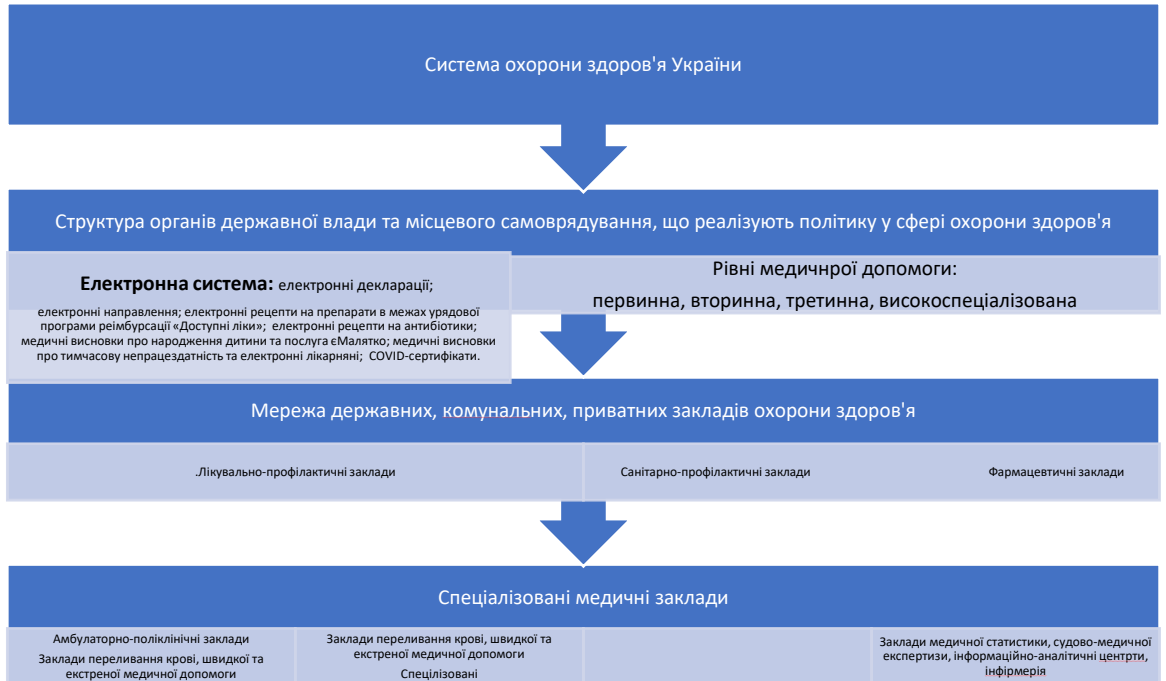 Система охорони здоров'я України
Структура органів державної влади та місцевого самоврядування, що реалізують політику у сфері охорони здоров'я
Електронна система: електронні декларації;
електронні направлення; електронні рецепти на препарати в межах урядової
програми реімбурсації «Доступні ліки»; електронні рецепти на антибіотики;
медичні висновки про народження дитини та послуга єМалятко; медичні висновки
про тимчасову непрацездатність та електронні лікарняні; COVID-сертифікати.
Рівні медичнрої допомоги:
первинна, вторинна, третинна, високоспеціалізована
Мережа державних, комунальних, приватних закладів охорони здоров'я
.Лікувально-профілактичні заклади
Санітарно-профілактичні заклади
Фармацевтичні заклади
Спеціалізовані медичні заклади
Амбулаторно-поліклінічні заклади
Заклади переливання крові, швидкої та
екстреної медичної допомоги
Заклади переливання крові, швидкої та
екстреної медичної допомоги
Спецілізовані
Заклади медичної статистики, судово-медичної
експертизи, інформаційно-аналітичні центрти,
інфірмерія